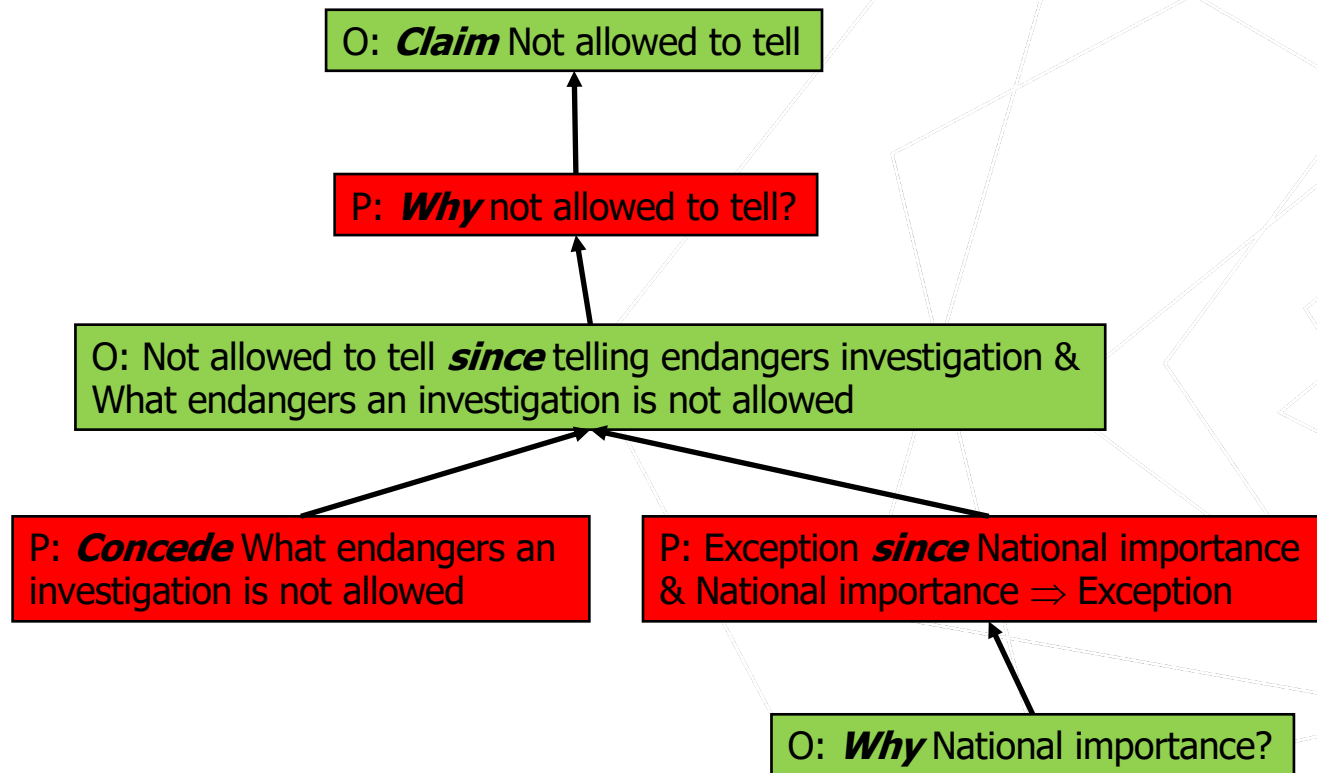 O: Claim Not allowed to tell
P: Why not allowed to tell?
O: Not allowed to tell since telling endangers investigation &
What endangers an investigation is not allowed
P: Concede What endangers an
investigation is not allowed
P: Exception since National importance
& National importance ⇒ Exception
O: Why National importance?